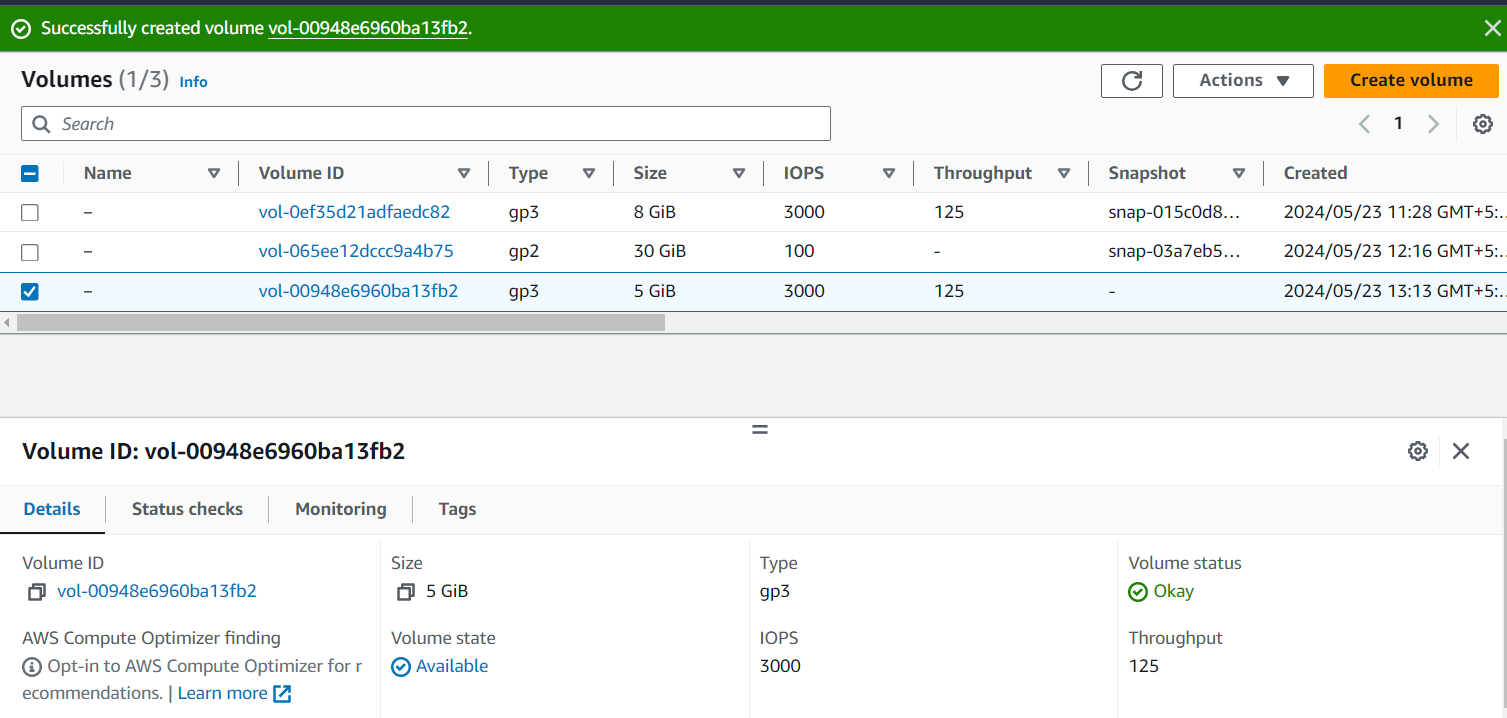 Successfully created volume vol-00948e6960ba13fb2.
Volumes (1/3) Info
Actions
Create volume
Search
1
Name Volume ID Type Size IOPS Throughput Snapshot Created
– vol-0ef35d21adfaedc82 gp3 8 GiB 3000 125 snap-015c0d8... 2024/05/23 11:28 GMT+5:...
– vol-065ee12dccc9a4b75 gp2 30 GiB 100 - snap-03a7eb5... 2024/05/23 12:16 GMT+5:...
– vol-00948e6960ba13fb2 gp3 5 GiB 3000 125 - 2024/05/23 13:13 GMT+5:...
Volume ID: vol-00948e6960ba13fb2
Details Status checks Monitoring Tags
Volume ID Size Type Volume status
vol-00948e6960ba13fb2 5 GiB gp3 Okay
AWS Compute Optimizer finding Volume state IOPS Throughput
Opt-in to AWS Compute Optimizer for r Available 3000 125
ecommendations. | Learn more